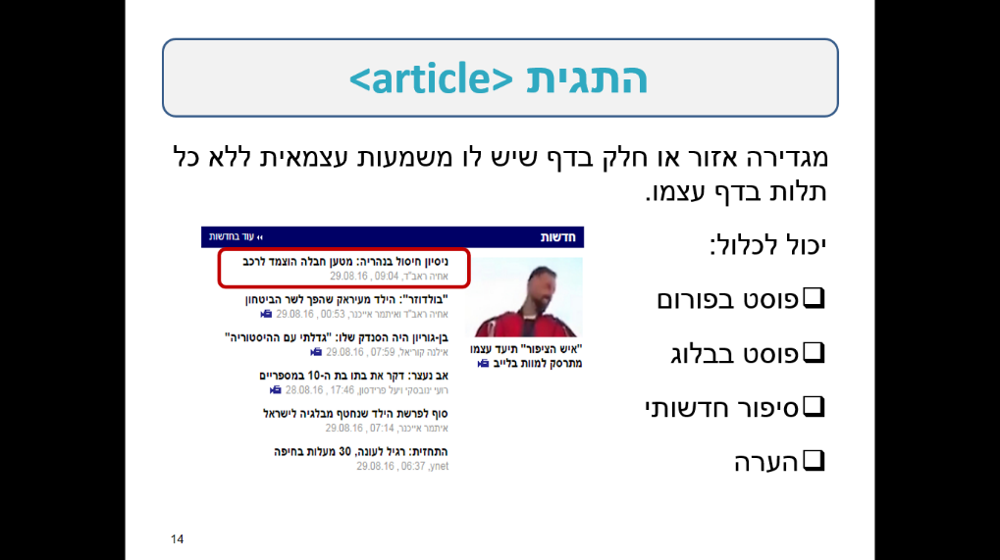 התגית <article>
מגדירה אזור או חלק בדף שיש לו משמעות עצמאית ללא כל
תלות בדף עצמו.
יכול לכלול:
פוסט בפורום
פוסט בבלוג
סיפור חדשותי
הערה
חדשות
עוד בחדשות
"איש הציפור" תיעד עצמו
מתרסק למוות בלייב
ניסיון חיסול בנהריה: מטען חבלה הוצמד לרכב
אחיה ראב"ד, 09:04 , 29.08.16
"בולדוזר": הילד מעיראק שהפך לשר הביטחון
אחיה ראב"ד ואיתמר אייכנר, 00:53 , 29.08.16
בן-גוריון היה הסנדק שלו: "גדלתי עם ההיסטוריה"
אילנה קוריאל, 07:59 , 29.08.16
אב נעצר: דקר את בתו בת ה-10 במספריים
רועי ינובסקי ויעל פרידסון, 17:46 , 28.08.16
סוף לפרשת הילד שנחטף מבלגיה לישראל
איתמר אייכנר, 07:14 , 29.08.16
התחזית: רגיל לעונה, 30 מעלות בחיפה
ynet, 06:37 , 29.08.16
14